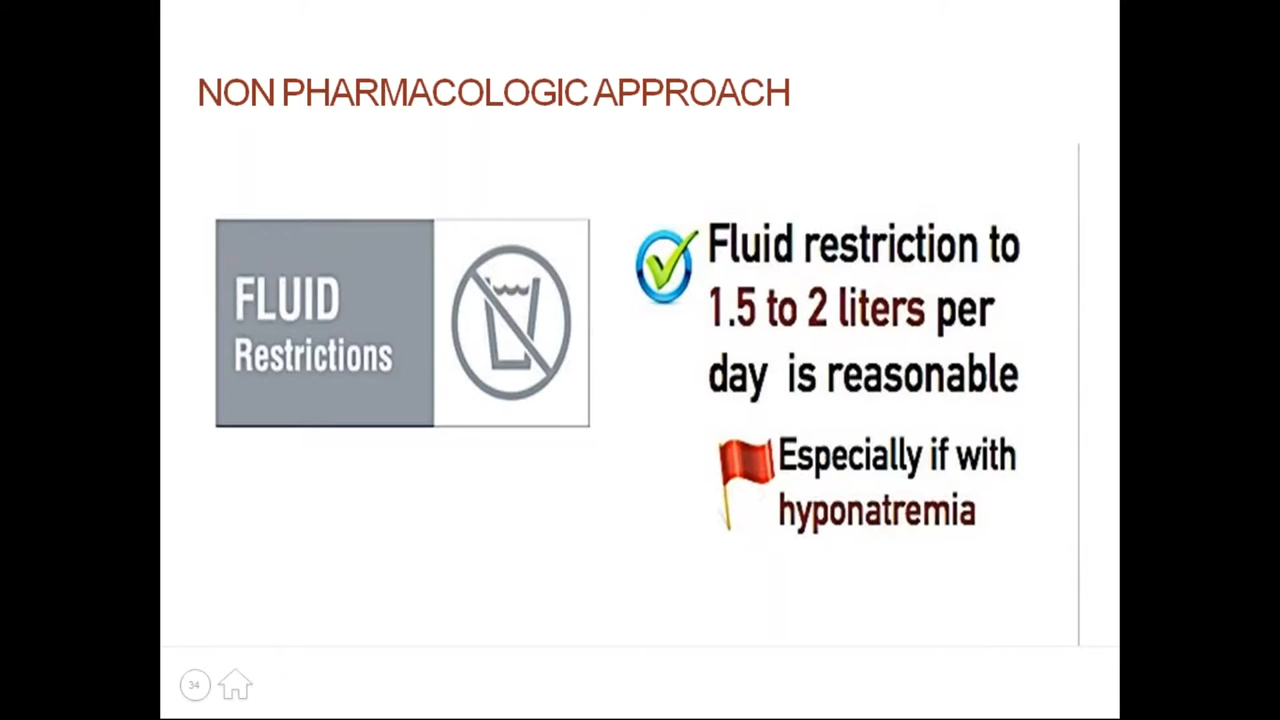 NON PHARMACOLOGIC APPROACH
FLUID
Restrictions
Fluid restriction to
1.5 to 2 liters per
day is reasonable
Especially if with
hyponatremia
34